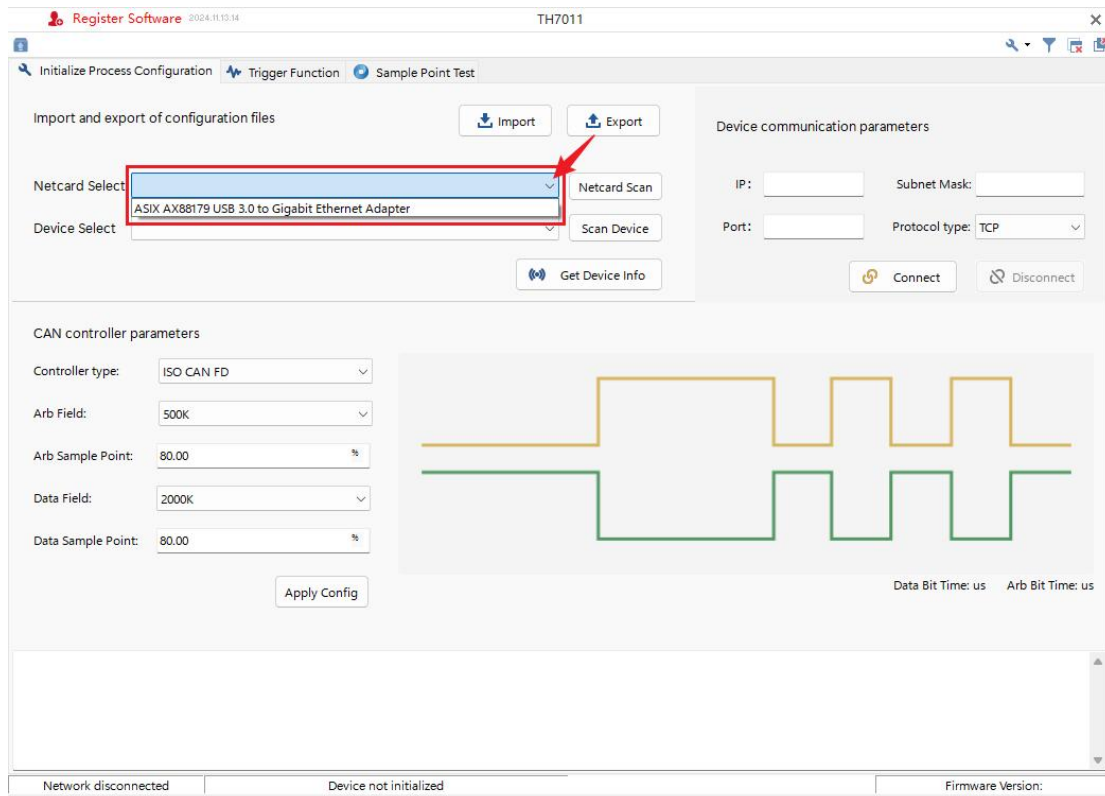 Register Software 2024.11.13.14 TH7011
Initialize Process Configuration Trigger Function Sample Point Test
Import and export of configuration files Import Export
Device communication parameters
Netcard Select Netcard Scan
ASIX AX88179 USB 3.0 to Gigabit Ethernet Adapter
Device Select Scan Device
Get Device Info
IP: Subnet Mask:
Port: Protocol type: TCP
Connect Disconnect
CAN controller parameters
Controller type: ISO CAN FD
Arb Field: 500K
Arb Sample Point: 80.00 %
Data Field: 2000K
Data Sample Point: 80.00 %
Apply Config
Data Bit Time: us Arb Bit Time: us
Network disconnected Device not initialized Firmware Version: